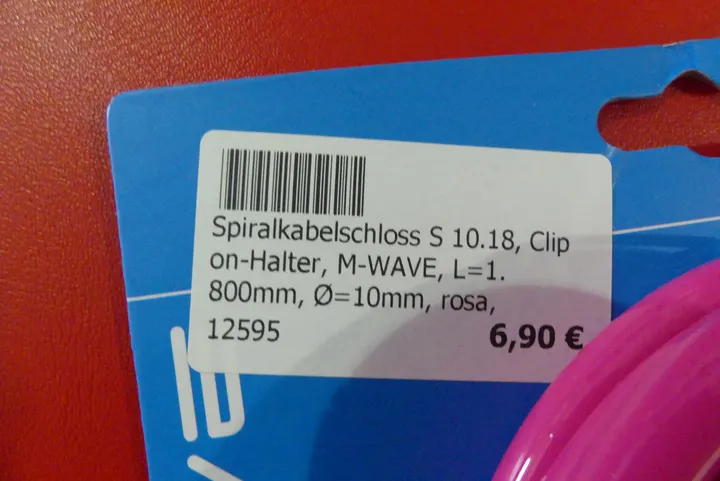 Spiralkabelschloss S 10.18, Clip
on-Halter, M-WAVE, L=1.
800mm, Ø=10mm, rosa,
12595 6,90 €